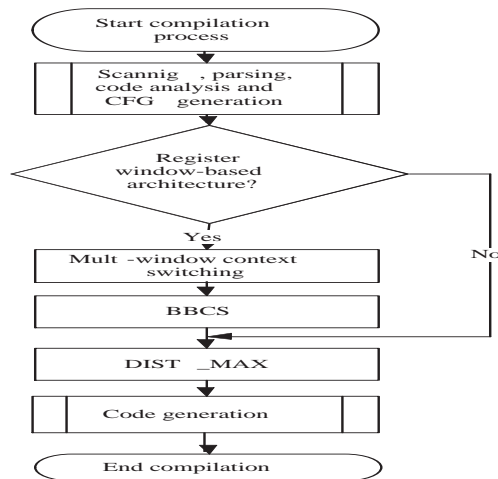 Start compilation
process
Scannig , parsing,
code analysis and
CFG generation
Register
window-based
architecture?
Yes
No
Mult -window context
switching
BBCS
DIST _MAX
Code generation
End compilation